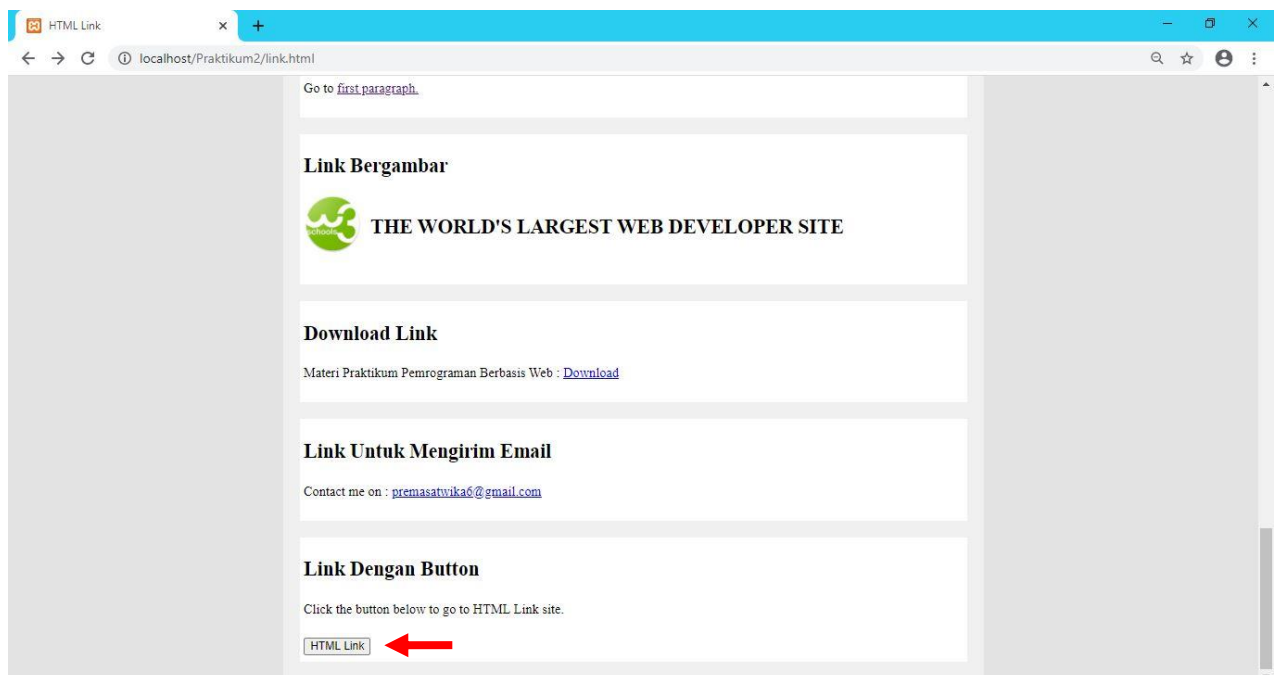 HTML Link
localhost/Praktikum2/link.html
Go to first paragraph.
Link Bergambar
w3
schools
THE WORLD'S LARGEST WEB DEVELOPER SITE
Download Link
Materi Praktikum Pemrograman Berbasis Web : Download
Link Untuk Mengirim Email
Contact me on : premasatwika6@gmail.com
Link Dengan Button
Click the button below to go to HTML Link site.
HTML Link